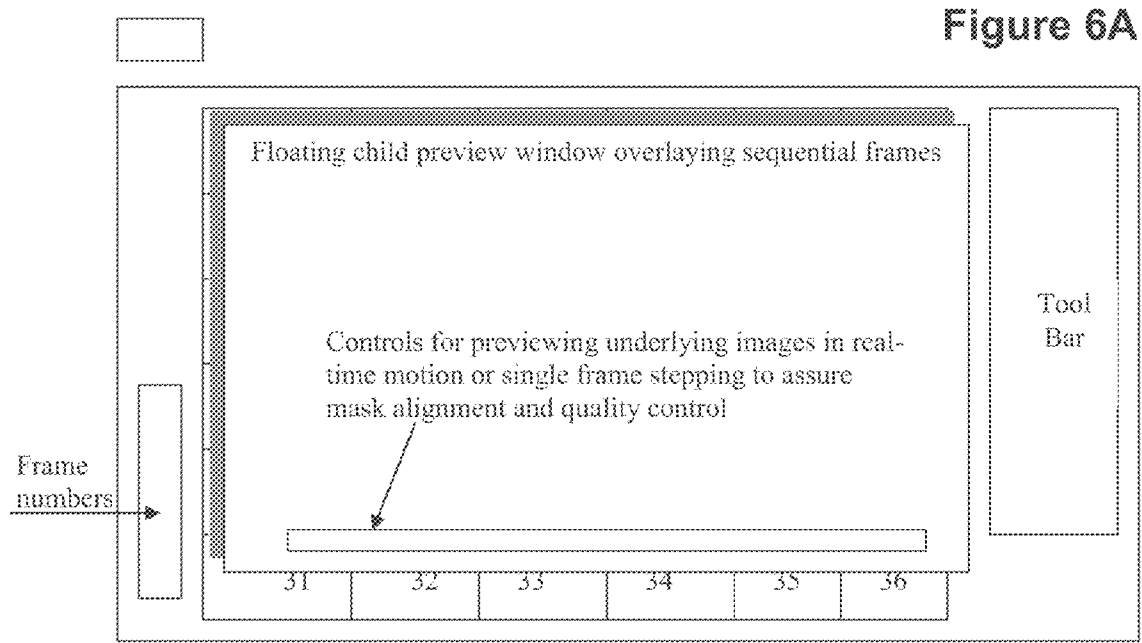 Figure 6A
Floating child preview window overlaying sequential frames
Tool
Bar
Controls for previewing underlying images in real-
time motion or single frame stepping to assure
mask alignment and quality control
Frame
numbers
31 32 33 34 35 36